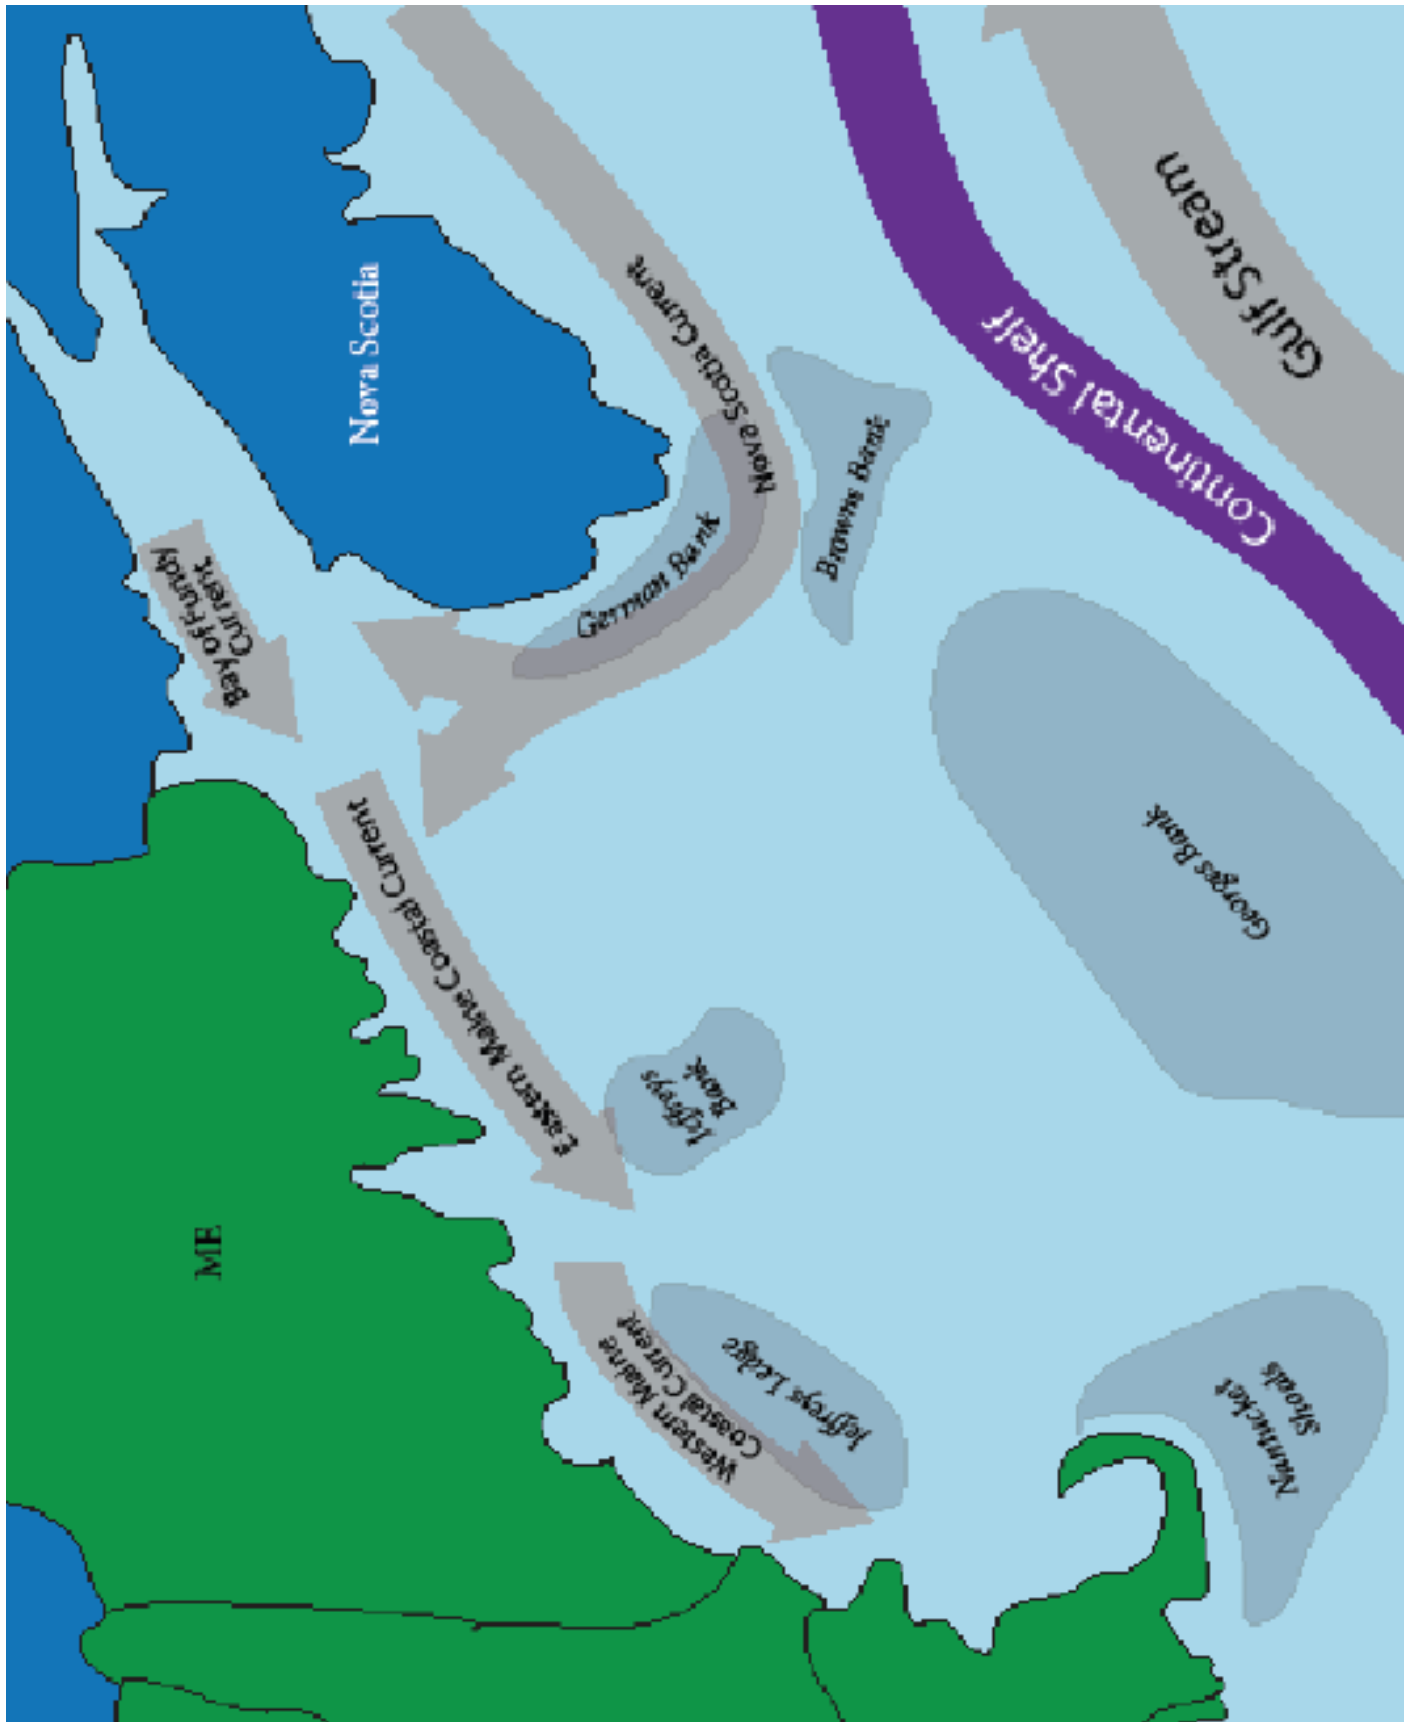 Nova Scotia
Nova Scotia Current
Gulf Stream
Continental Shelf
Browns Bank
German Bank
Bay of Fundy
Current
Georges Bank
Eastern Maine Coastal Current
Jeffreys
Bank
ME
Western Maine
Coastal Current
Jeffreys Ledge
Nantucket
Shoals